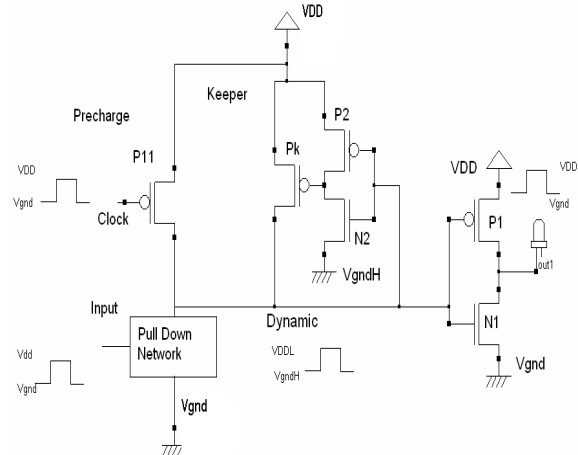 VDD
Keeper
Precharge
P2
P11
Pk
VDD
VDD
VDD
Vgnd
Vgnd
Clock
P1
N2
out1
VgndH
Input
Dynamic
N1
Pull Down
Network
Vdd
VDDL
Vgnd
VgndH
Vgnd
Vgnd